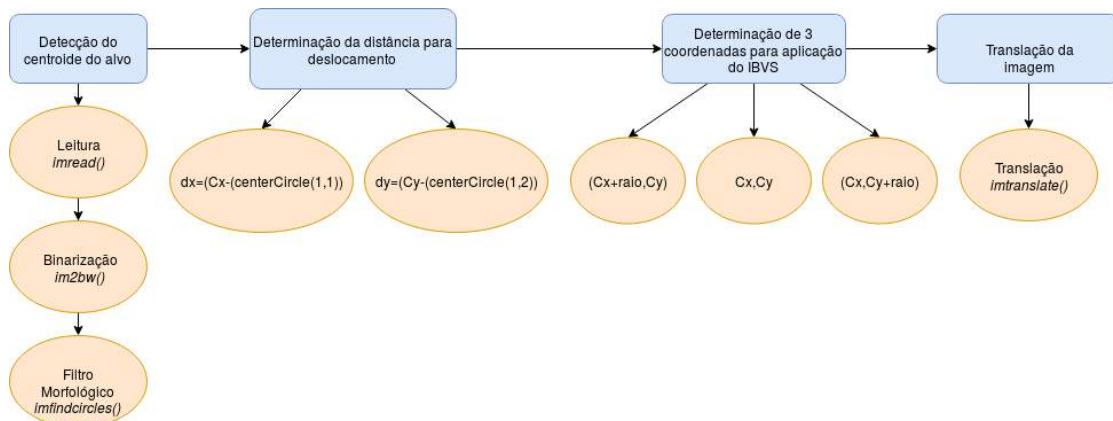 Detecção do
centroide do alvo
Determinação da distância para
deslocamento
Determinação de 3
coordenadas para aplicação
do IBVS
Translação da
imagem
Leitura
imread()
Binarização
im2bw()
Filtro
Morfológico
imfindcircles()
dx=(Cx-(centerCircle(1,1))
dy=(Cy-(centerCircle(1,2))
(Cx+raio,Cy)
Cx,Cy
(Cx,Cy+raio)
Translação
imtranslate()